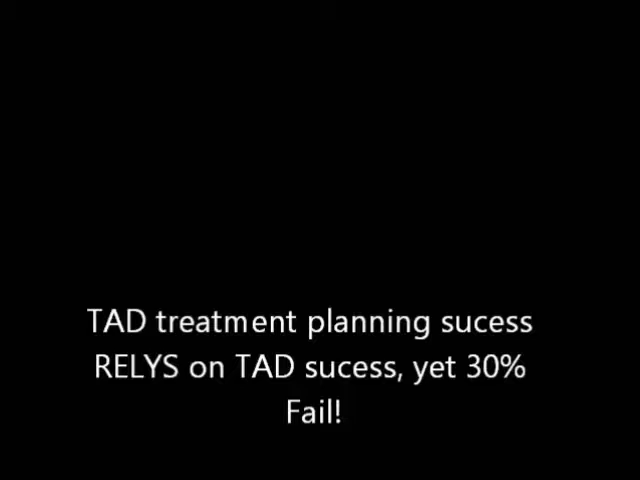 TAD treatment planning sucess
RELYS on TAD sucess, yet 30%
Fail!